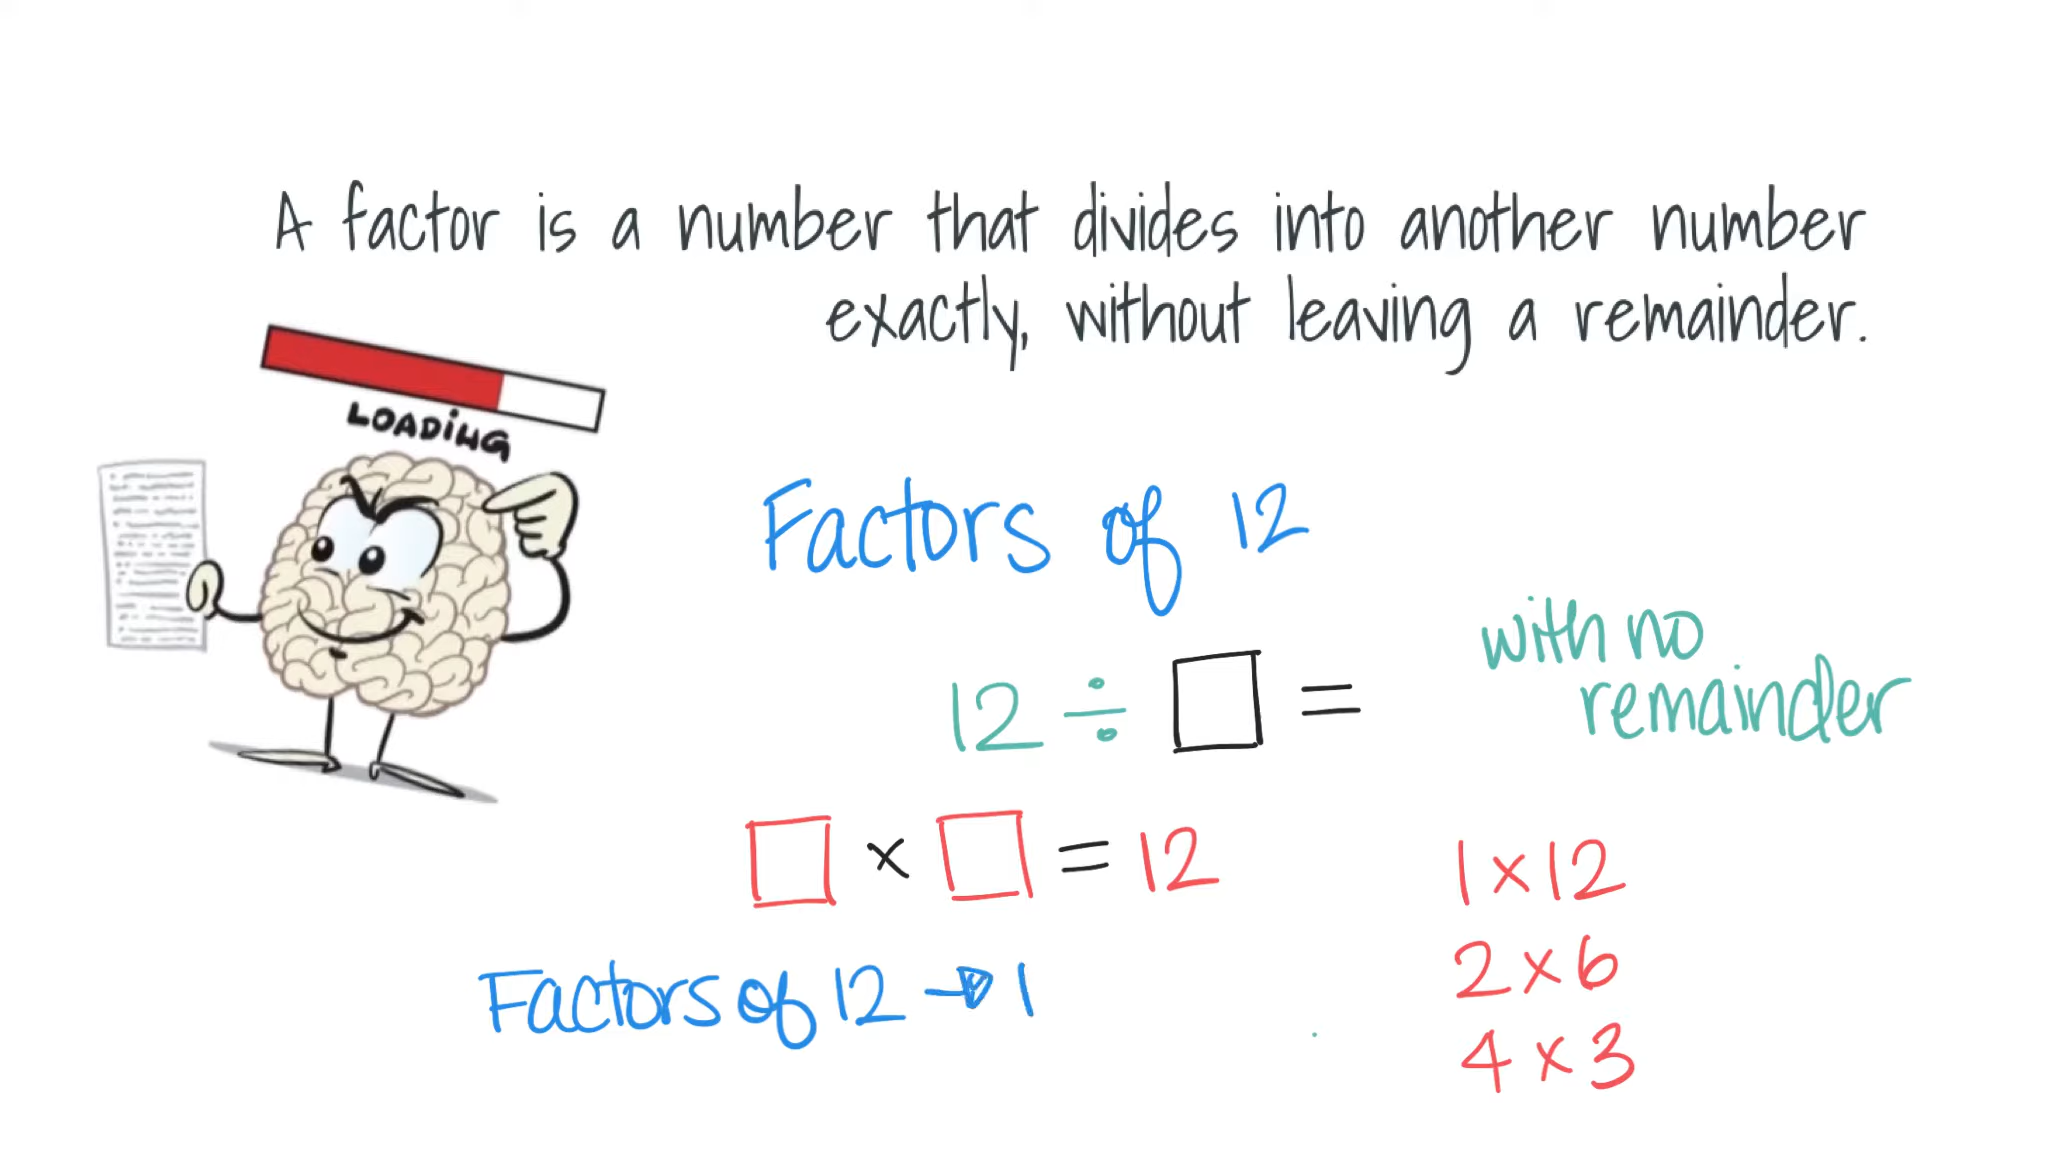 A factor is a number that divides into another number
exactly, without leaving a remainder.
LOADING
Factors of 12
with no
remainder
12 ÷ □ =
□ × □ = 12
1 × 12
2 × 6
4 × 3
Factors of 12 → 1